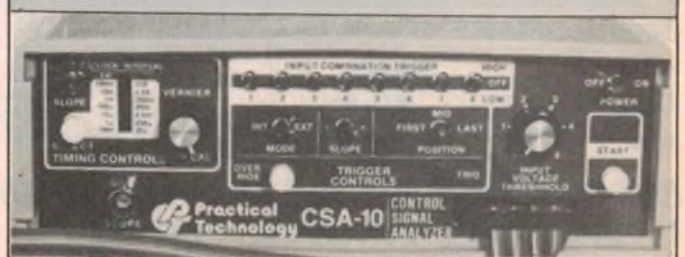 CLOCK INTERVAL
SLOPE
VERNIER
CAL
TIMING CONTROLS
INPUT COMBINATION TRIGGER
HIGH
OFF
LOW
1 2 3 4 5 6 7 8
INT EXT
MODE
SLOPE
FIRST MID LAST
POSITION
OVER
RIDE
TRIGGER
CONTROLS
TRIG
INPUT
VOLTAGE
THRESHOLD
OFF ON
POWER
START
Practical
Technology
CSA-10
CONTROL
SIGNAL
ANALYZER